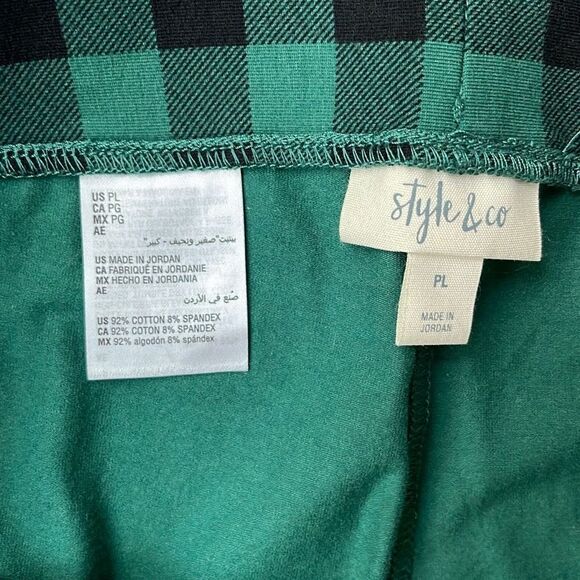 US PL
CA PG
MX PG
AE
بيتيت"صغير ونحيف - كبير"
US MADE IN JORDAN
CA FABRIQUÉ EN JORDANIE
MX HECHO EN JORDANIA
AE
صنع في الأردن
US 92% COTTON 8% SPANDEX
CA 92% COTON 8% SPANDEX
MX 92% algodón 8% spándex
style & co
PL
MADE IN
JORDAN